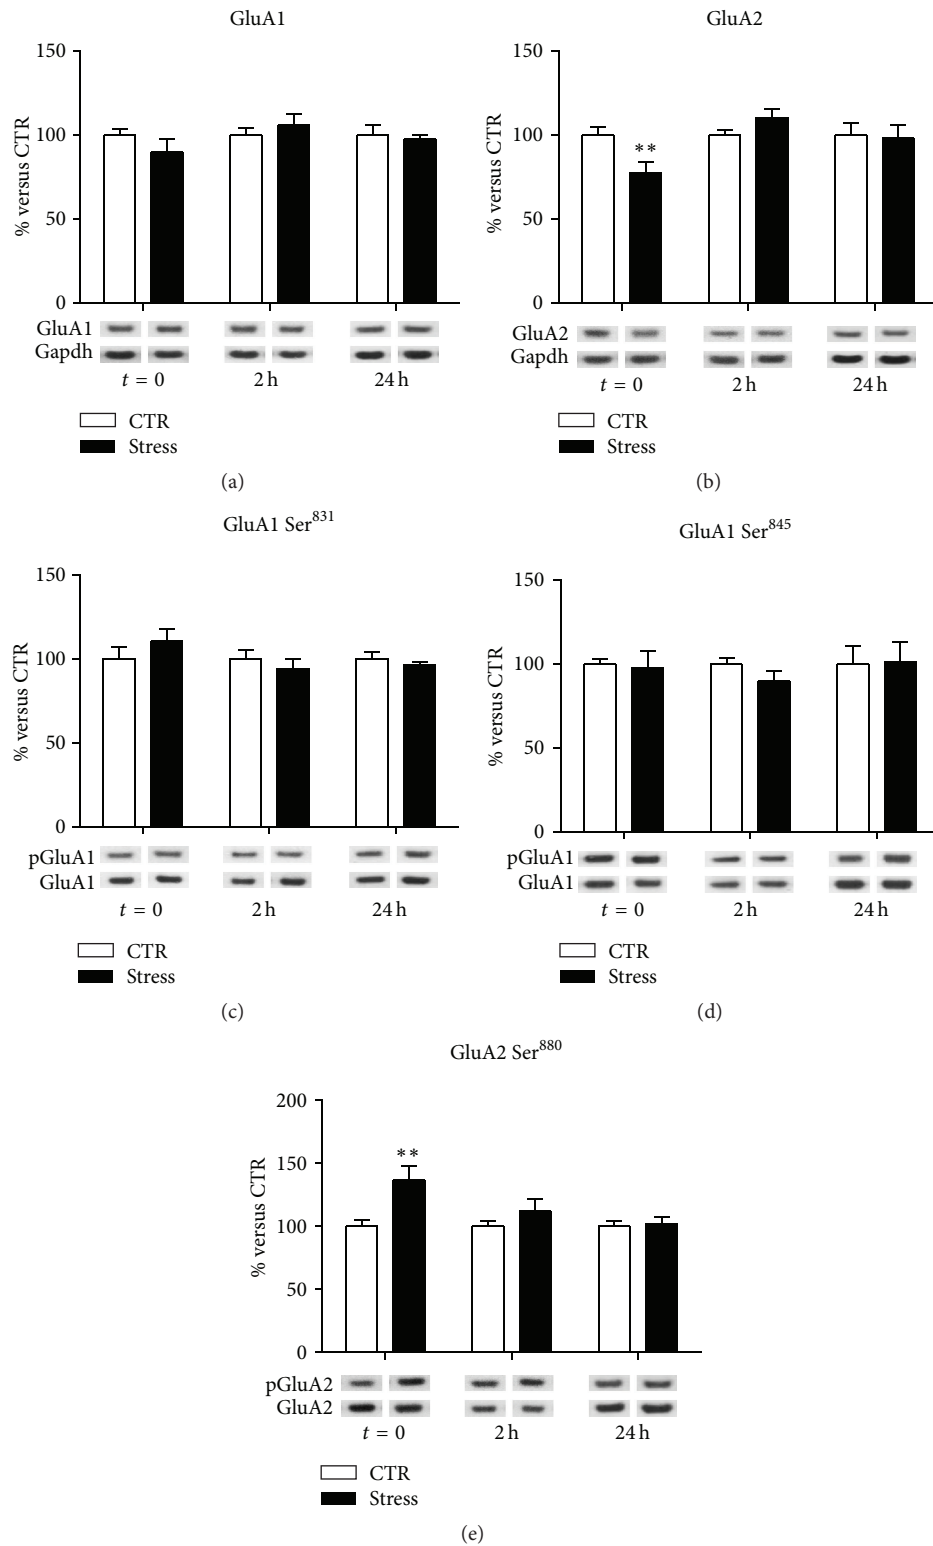 GluA1
150
100
50
0
% versus CTR
GluA1
Gapdh
t = 0 2 h 24 h
CTR
Stress
(a)
GluA2
150
100
50
0
% versus CTR
**
GluA2
Gapdh
t = 0 2 h 24 h
CTR
Stress
(b)
GluA1 Ser831
150
100
50
0
% versus CTR
pGluA1
GluA1
t = 0 2 h 24 h
CTR
Stress
(c)
GluA1 Ser845
150
100
50
0
% versus CTR
pGluA1
GluA1
t = 0 2 h 24 h
CTR
Stress
(d)
GluA2 Ser880
200
150
100
50
0
% versus CTR
**
pGluA2
GluA2
t = 0 2 h 24 h
CTR
Stress
(e)